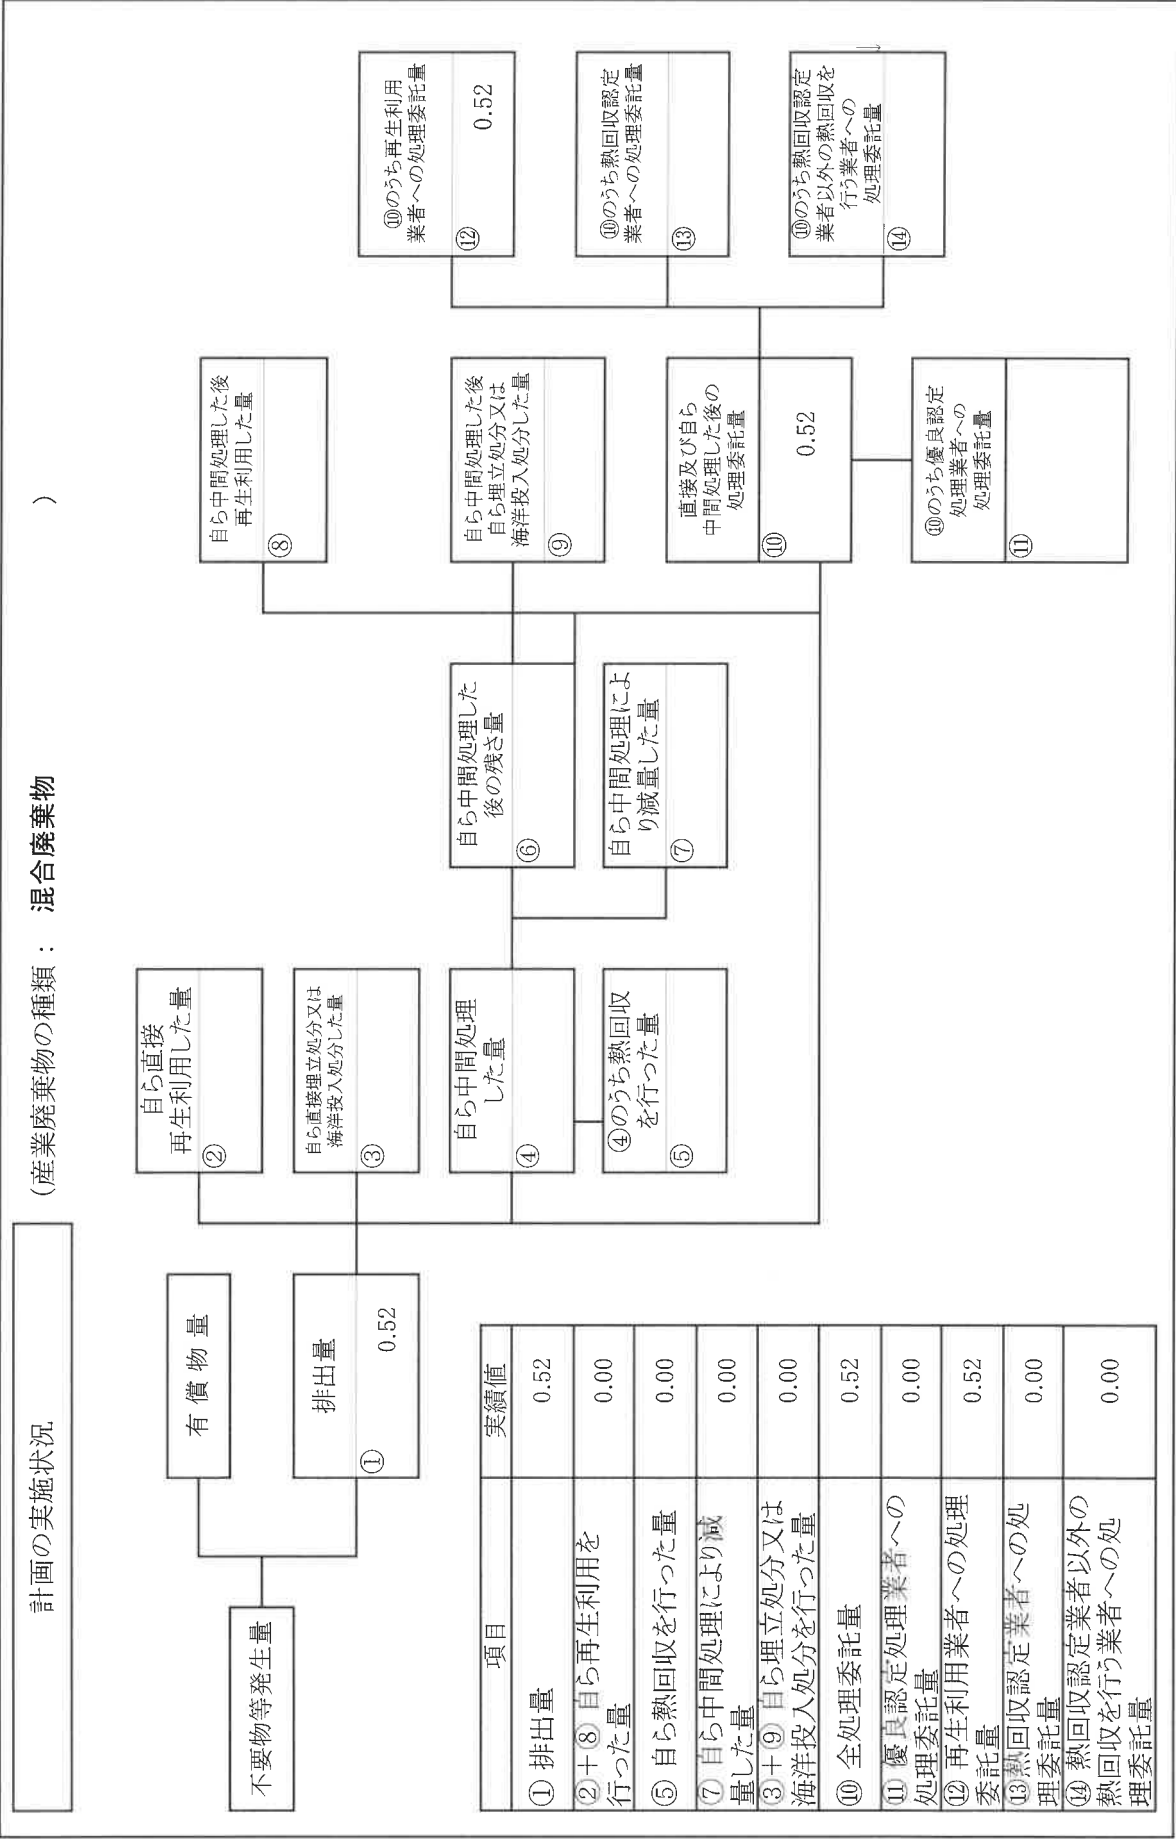 計画の実施状況
（産業廃棄物の種類： 混合廃棄物 ）
不要物等発生量
有償物量
排出量
① 0.52
自ら直接
再生利用した量
②
自ら直接埋立処分又は
海洋投入処分した量
③
自ら中間処理
した量
④
④のうち熱回収
を行った量
⑤
自ら中間処理した
後の残さ量
⑥
自ら中間処理によ
り減量した量
⑦
自ら中間処理した後
再生利用した量
⑧
自ら中間処理した後
自ら埋立処分又は
海洋投入処分した量
⑨
直接及び自ら
中間処理した後の
処理委託量
⑩ 0.52
⑩のうち優良認定
処理業者への
処理委託量
⑪
⑩のうち再生利用
業者への処理委託量
⑫ 0.52
⑩のうち熱回収認定
業者への処理委託量
⑬
⑩のうち熱回収認定
業者以外の熱回収を
行う業者への
処理委託量
⑭
項目 実績値
① 排出量 0.52
②＋⑧ 自ら再生利用を
行った量 0.00
⑤ 自ら熱回収を行った量 0.00
⑦ 自ら中間処理により減
量した量 0.00
③＋⑨ 自ら埋立処分又は
海洋投入処分を行った量 0.00
⑩ 全処理委託量 0.52
⑪ 優良認定処理業者への
処理委託量 0.00
⑫ 再生利用業者への処理
委託量 0.52
⑬熱回収認定業者への処
理委託量 0.00
⑭ 熱回収認定業者以外の
熱回収を行う業者への処
理委託量 0.00